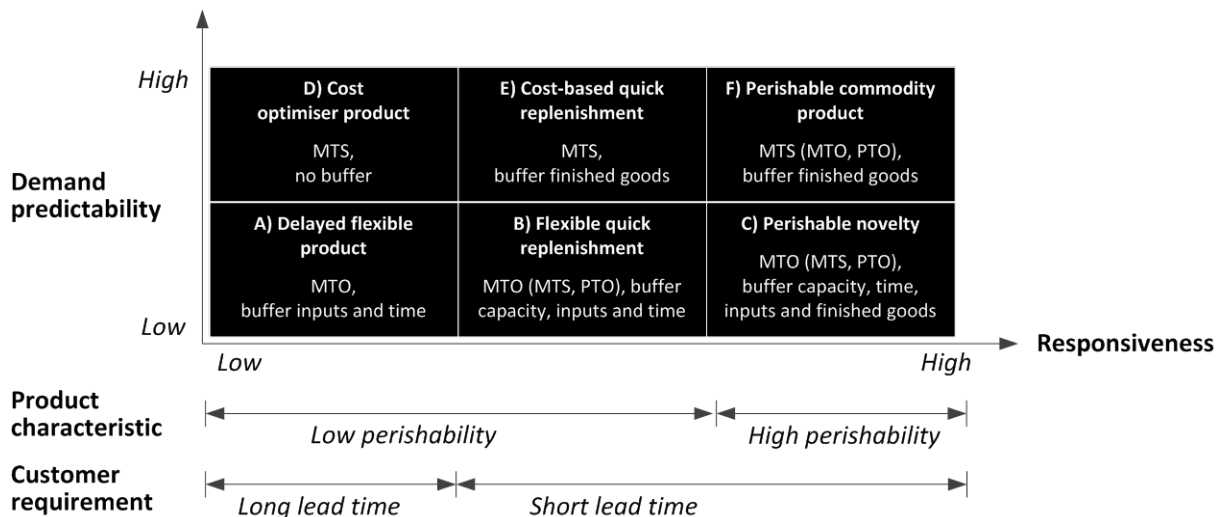 High
D) Cost
optimiser product
MTS,
no buffer
E) Cost-based quick
replenishment
MTS,
buffer finished goods
F) Perishable commodity
product
MTS (MTO, PTO),
buffer finished goods
Demand
predictability
A) Delayed flexible
product
MTO,
buffer inputs and time
B) Flexible quick
replenishment
MTO (MTS, PTO), buffer
capacity, inputs and time
C) Perishable novelty
MTO (MTS, PTO),
buffer capacity, time,
inputs and finished goods
Low
Low
High
Responsiveness
Product
characteristic
Low perishability
High perishability
Customer
requirement
Long lead time
Short lead time